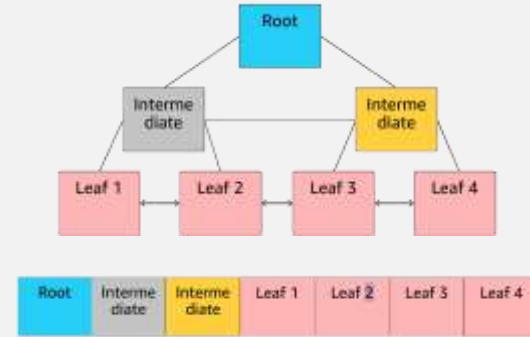 Root
Interme
diate
Interme
diate
Leaf 1
Leaf 2
Leaf 3
Leaf 4
Root
Interme
diate
Interme
diate
Leaf 1
Leaf 2
Leaf 3
Leaf 4